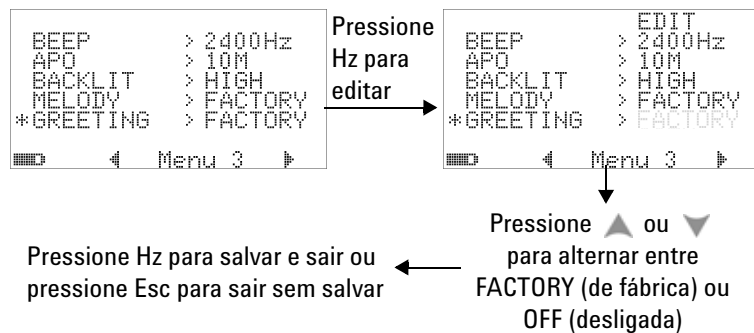 BEEP > 2400Hz
APO > 10M
BACKLIT > HIGH
MELODY > FACTORY
*GREETING > FACTORY
Menu 3
Pressione
Hz para
editar
EDIT
BEEP > 2400Hz
APO > 10M
BACKLIT > HIGH
MELODY > FACTORY
*GREETING > FACTORY
Menu 3
Pressione ou
para alternar entre
FACTORY (de fábrica) ou
OFF (desligada)
Pressione Hz para salvar e sair ou
pressione Esc para sair sem salvar